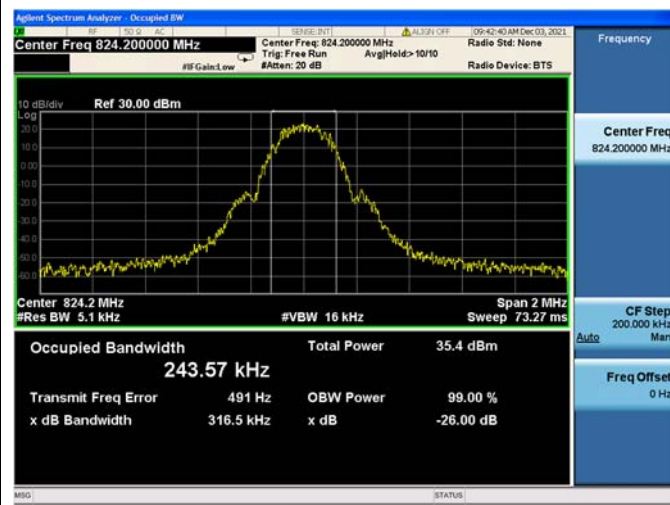 Agilent Spectrum Analyzer - Occupied BW
RF 50 Ω AC SENSE:INT ALIGN OFF 09:42:40 AM Dec 03, 2021
Center Freq 824.200000 MHz Center Freq: 824.200000 MHz Radio Std: None
Trig: Free Run Avg|Hold:>10/10
#IFGain:Low #Atten: 20 dB Radio Device: BTS
10 dB/div Ref 30.00 dBm
Log
20.0
10.0
0.00
-10.0
-20.0
-30.0
-40.0
-50.0
-60.0
Center 824.2 MHz Span 2 MHz
#Res BW 5.1 kHz #VBW 16 kHz Sweep 73.27 ms
Occupied Bandwidth Total Power 35.4 dBm
243.57 kHz
Transmit Freq Error 491 Hz OBW Power 99.00 %
x dB Bandwidth 316.5 kHz x dB -26.00 dB
MSG STATUS
Frequency
Center Freq
824.200000 MHz
CF Step
200.000 kHz
Auto Man
Freq Offset
0 Hz